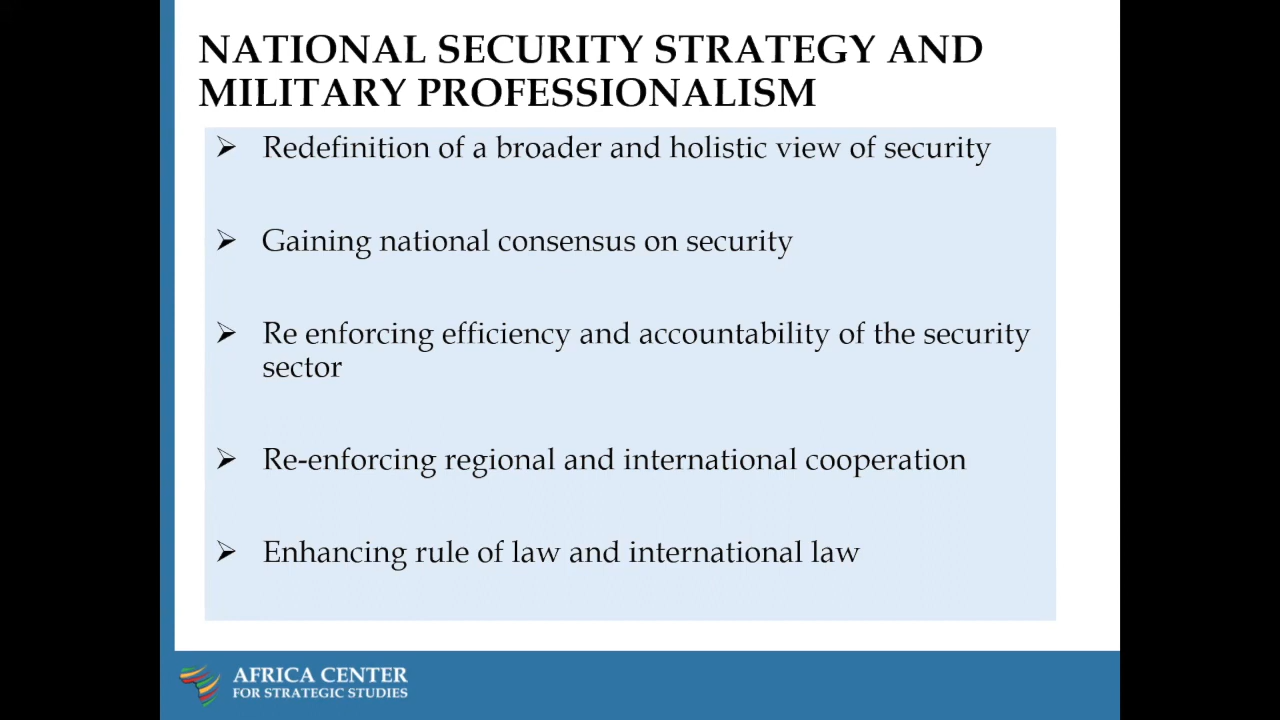 NATIONAL SECURITY STRATEGY AND
MILITARY PROFESSIONALISM
➢ Redefinition of a broader and holistic view of security
➢ Gaining national consensus on security
➢ Re enforcing efficiency and accountability of the security
sector
➢ Re-enforcing regional and international cooperation
➢ Enhancing rule of law and international law
AFRICA CENTER
FOR STRATEGIC STUDIES